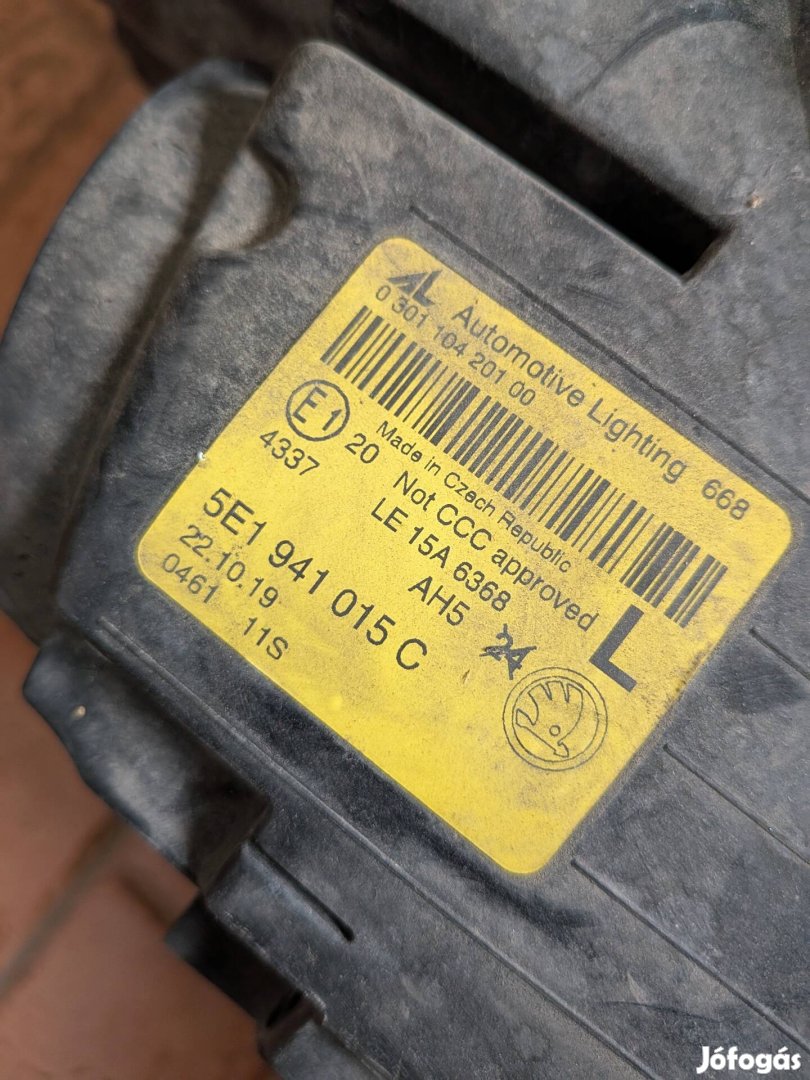 AL Automotive Lighting 668
0 301 104 201 00
Made in Czech Republic
E1 20 Not CCC approved
4337 LE 15A 6368
AH5 24
L
5E1 941 015 C
22.10.19
0461 11S
Jófogás